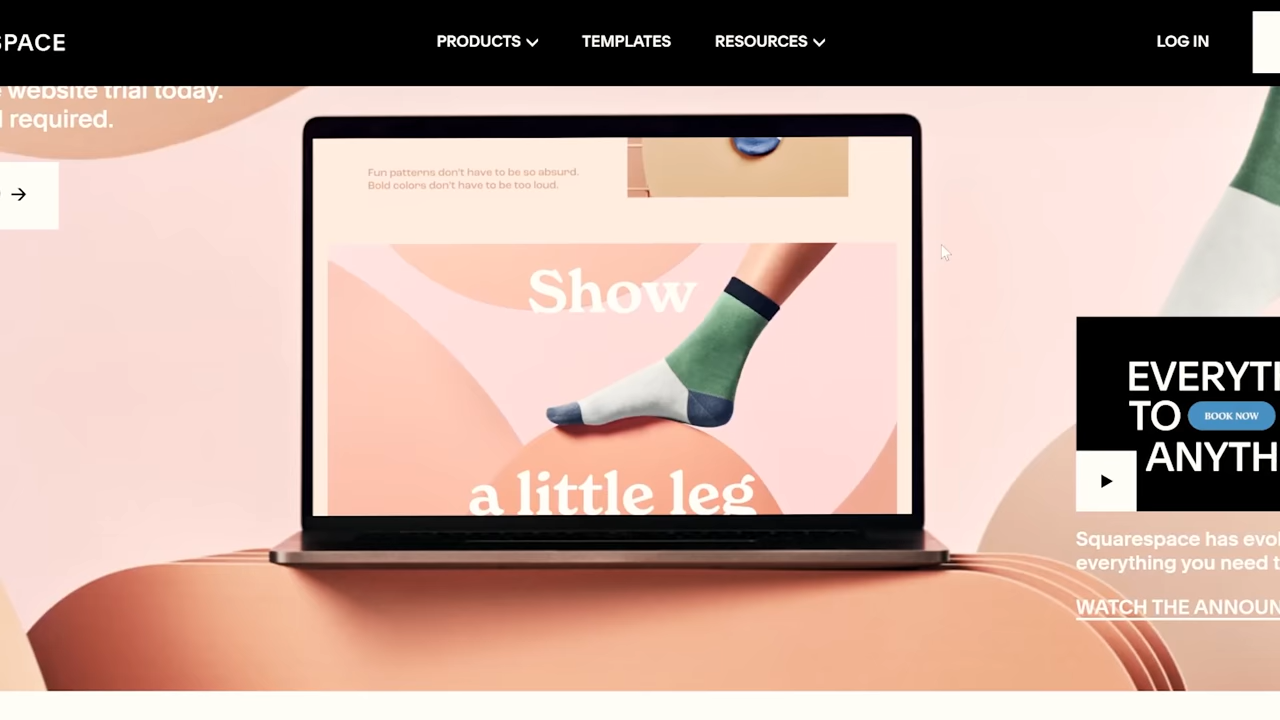 SPACE
PRODUCTS
TEMPLATES
RESOURCES
LOG IN
website trial today.
required.
Fun patterns don't have to be so absurd.
Bold colors don't have to be too loud.
Show
a little leg
EVERYT
TO BOOK NOW
ANYTH
Squarespace has evol
everything you need t
WATCH THE ANNOUN